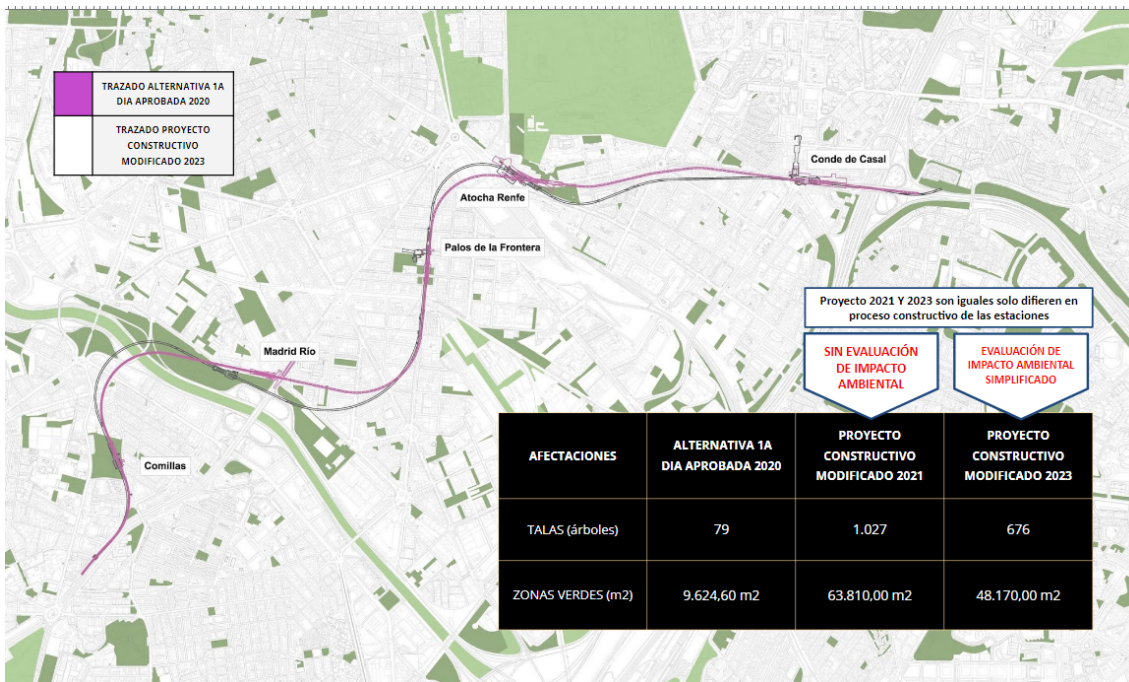 TRAZADO ALTERNATIVA 1A
DIA APROBADA 2020
TRAZADO PROYECTO
CONSTRUCTIVO
MODIFICADO 2023
Conde de Casal
Atocha Renfe
Palos de la Frontera
Madrid Río
Comillas
Proyecto 2021 Y 2023 son iguales solo difieren en
proceso constructivo de las estaciones
SIN EVALUACIÓN
DE IMPACTO
AMBIENTAL
EVALUACIÓN DE
IMPACTO AMBIENTAL
SIMPLIFICADO
AFECTACIONES
ALTERNATIVA 1A
DIA APROBADA 2020
PROYECTO
CONSTRUCTIVO
MODIFICADO 2021
PROYECTO
CONSTRUCTIVO
MODIFICADO 2023
TALAS (árboles)
79
1.027
676
ZONAS VERDES (m2)
9.624,60 m2
63.810,00 m2
48.170,00 m2